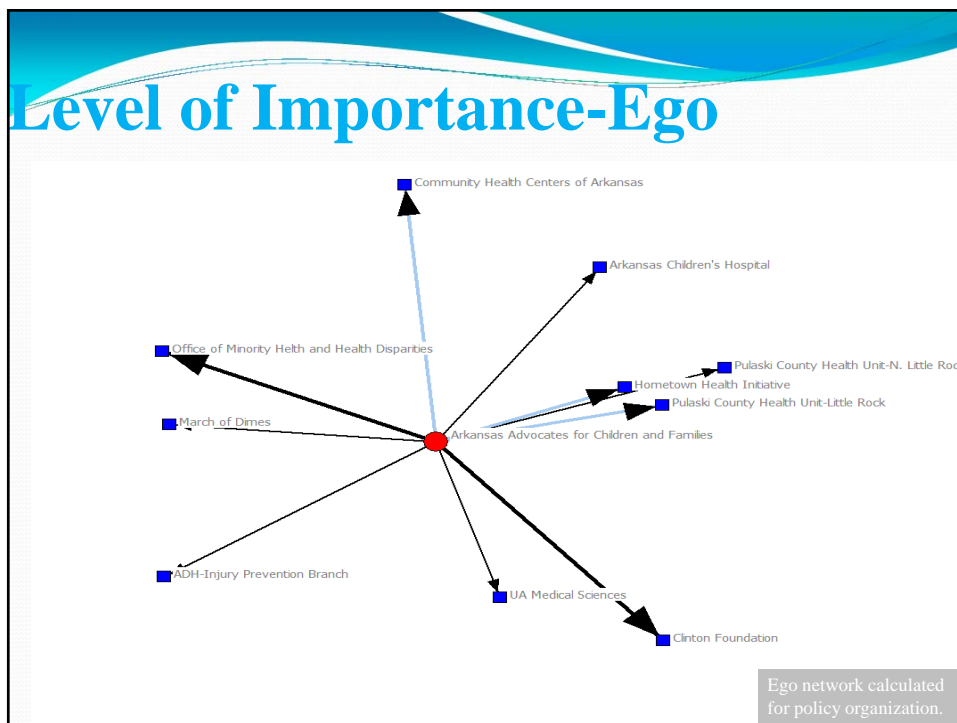 Level of Importance-Ego
Community Health Centers of Arkansas
Arkansas Children's Hospital
Office of Minority Helth and Health Disparities
Pulaski County Health Unit-N. Little Roc
Hometown Health Initiative
Pulaski County Health Unit-Little Rock
March of Dimes
Arkansas Advocates for Children and Families
ADH-Injury Prevention Branch
UA Medical Sciences
Clinton Foundation
Ego network calculated
for policy organization.